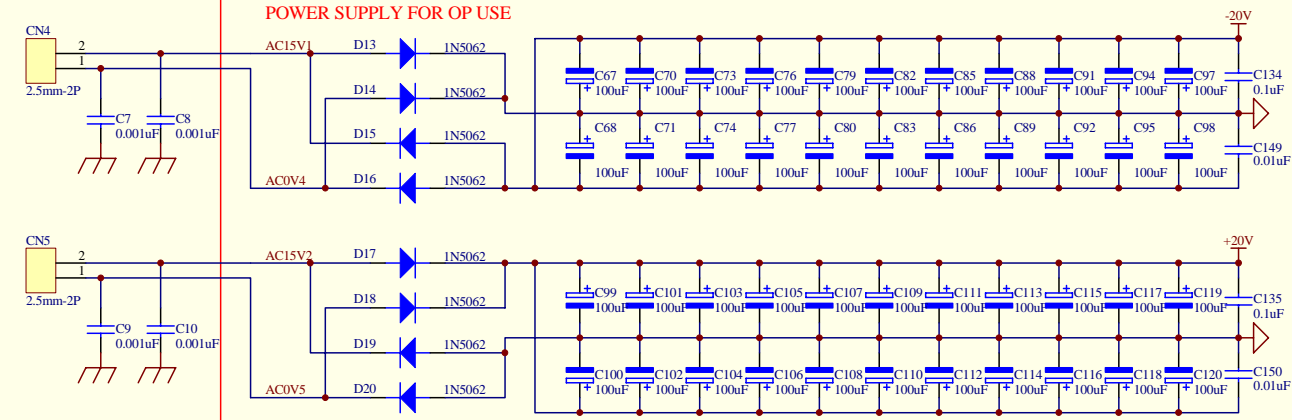 POWER SUPPLY FOR OP USE
-20V
CN4
2
1
2.5mm-2P
AC15V1
D13
1N5062
D14
1N5062
D15
1N5062
AC0V4
D16
1N5062
C7
0.001uF
C8
0.001uF
C67
100uF
C70
100uF
C73
100uF
C76
100uF
C79
100uF
C82
100uF
C85
100uF
C88
100uF
C91
100uF
C94
100uF
C97
100uF
C134
0.1uF
C68
100uF
C71
100uF
C74
100uF
C77
100uF
C80
100uF
C83
100uF
C86
100uF
C89
100uF
C92
100uF
C95
100uF
C98
100uF
C149
0.01uF
+20V
CN5
2
1
2.5mm-2P
AC15V2
D17
1N5062
D18
1N5062
D19
1N5062
AC0V5
D20
1N5062
C9
0.001uF
C10
0.001uF
C99
100uF
C101
100uF
C103
100uF
C105
100uF
C107
100uF
C109
100uF
C111
100uF
C113
100uF
C115
100uF
C117
100uF
C119
100uF
C135
0.1uF
C100
100uF
C102
100uF
C104
100uF
C106
100uF
C108
100uF
C110
100uF
C112
100uF
C114
100uF
C116
100uF
C118
100uF
C120
100uF
C150
0.01uF